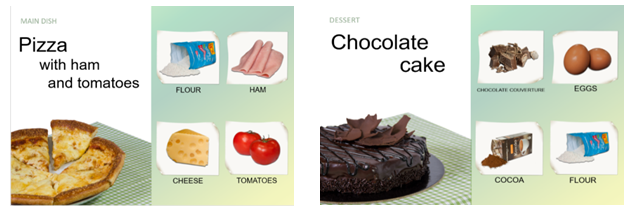 MAIN DISH
Pizza
with ham
and tomatoes
FLOUR
HAM
CHEESE
TOMATOES
DESSERT
Chocolate
cake
CHOCOLATE COUVERTURE
EGGS
COCOA
FLOUR